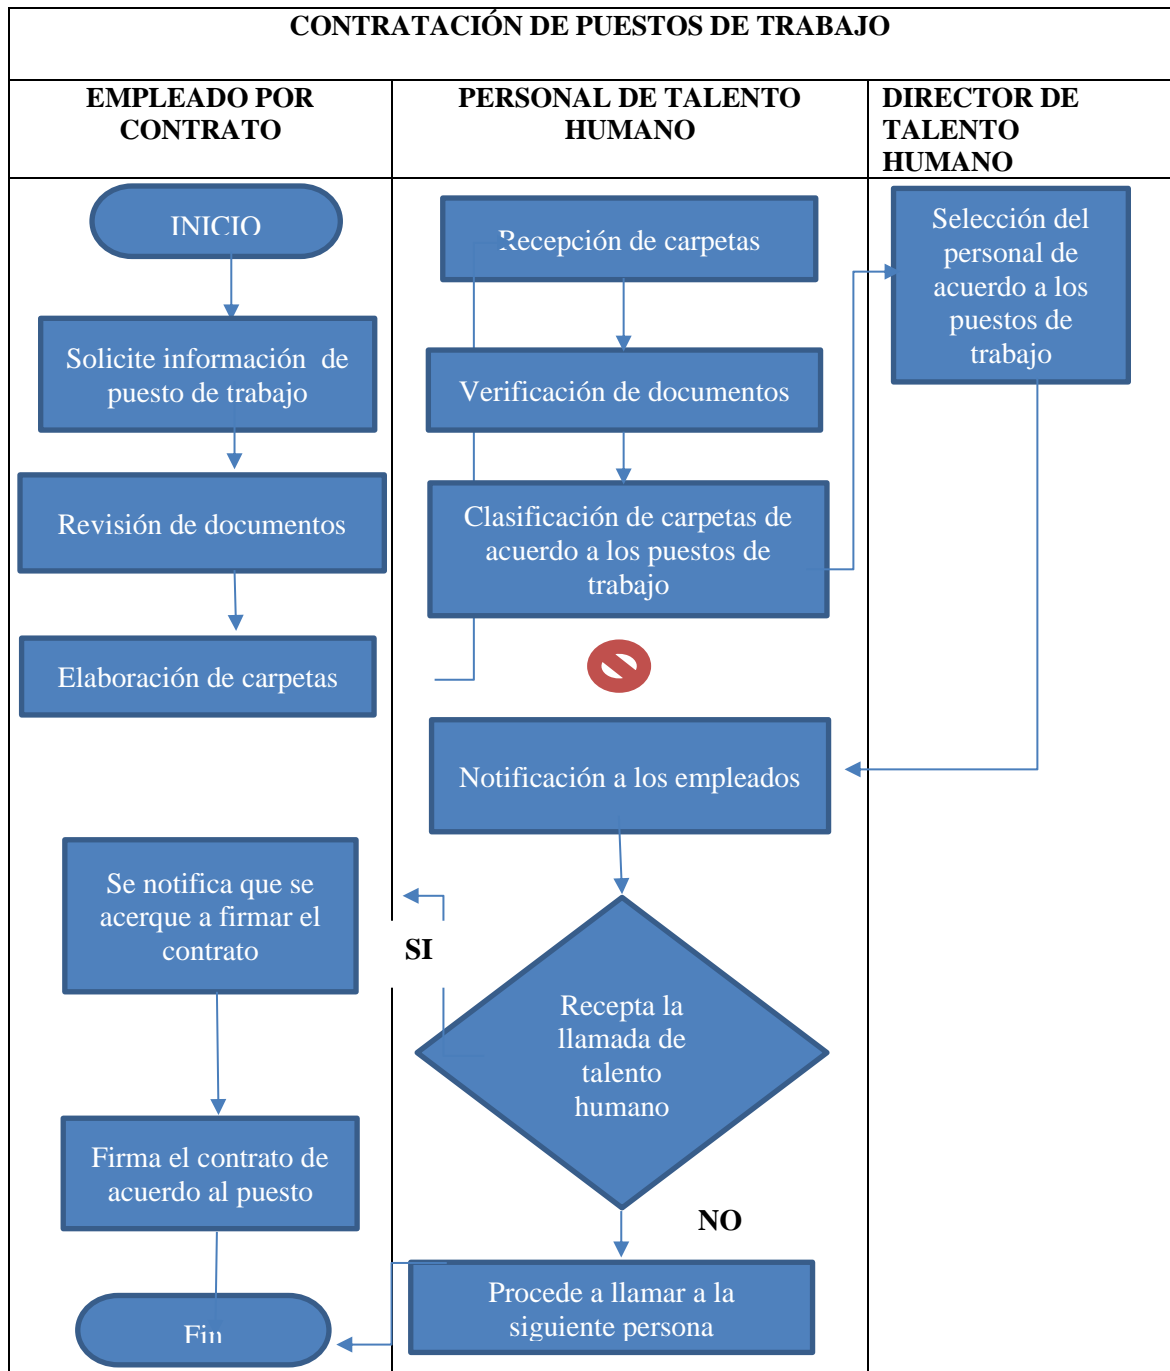 CONTRATACIÓN DE PUESTOS DE TRABAJO
EMPLEADO POR
CONTRATO
PERSONAL DE TALENTO
HUMANO
DIRECTOR DE
TALENTO
HUMANO
INICIO
Solicite información de
puesto de trabajo
Revisión de documentos
Elaboración de carpetas
Recepción de carpetas
Verificación de documentos
Clasificación de carpetas de
acuerdo a los puestos de
trabajo
Selección del
personal de
acuerdo a los
puestos de
trabajo
Notificación a los empleados
Recepta la
llamada de
talento
humano
SI
Se notifica que se
acerque a firmar el
contrato
Firma el contrato de
acuerdo al puesto
NO
Procede a llamar a la
siguiente persona
Fin